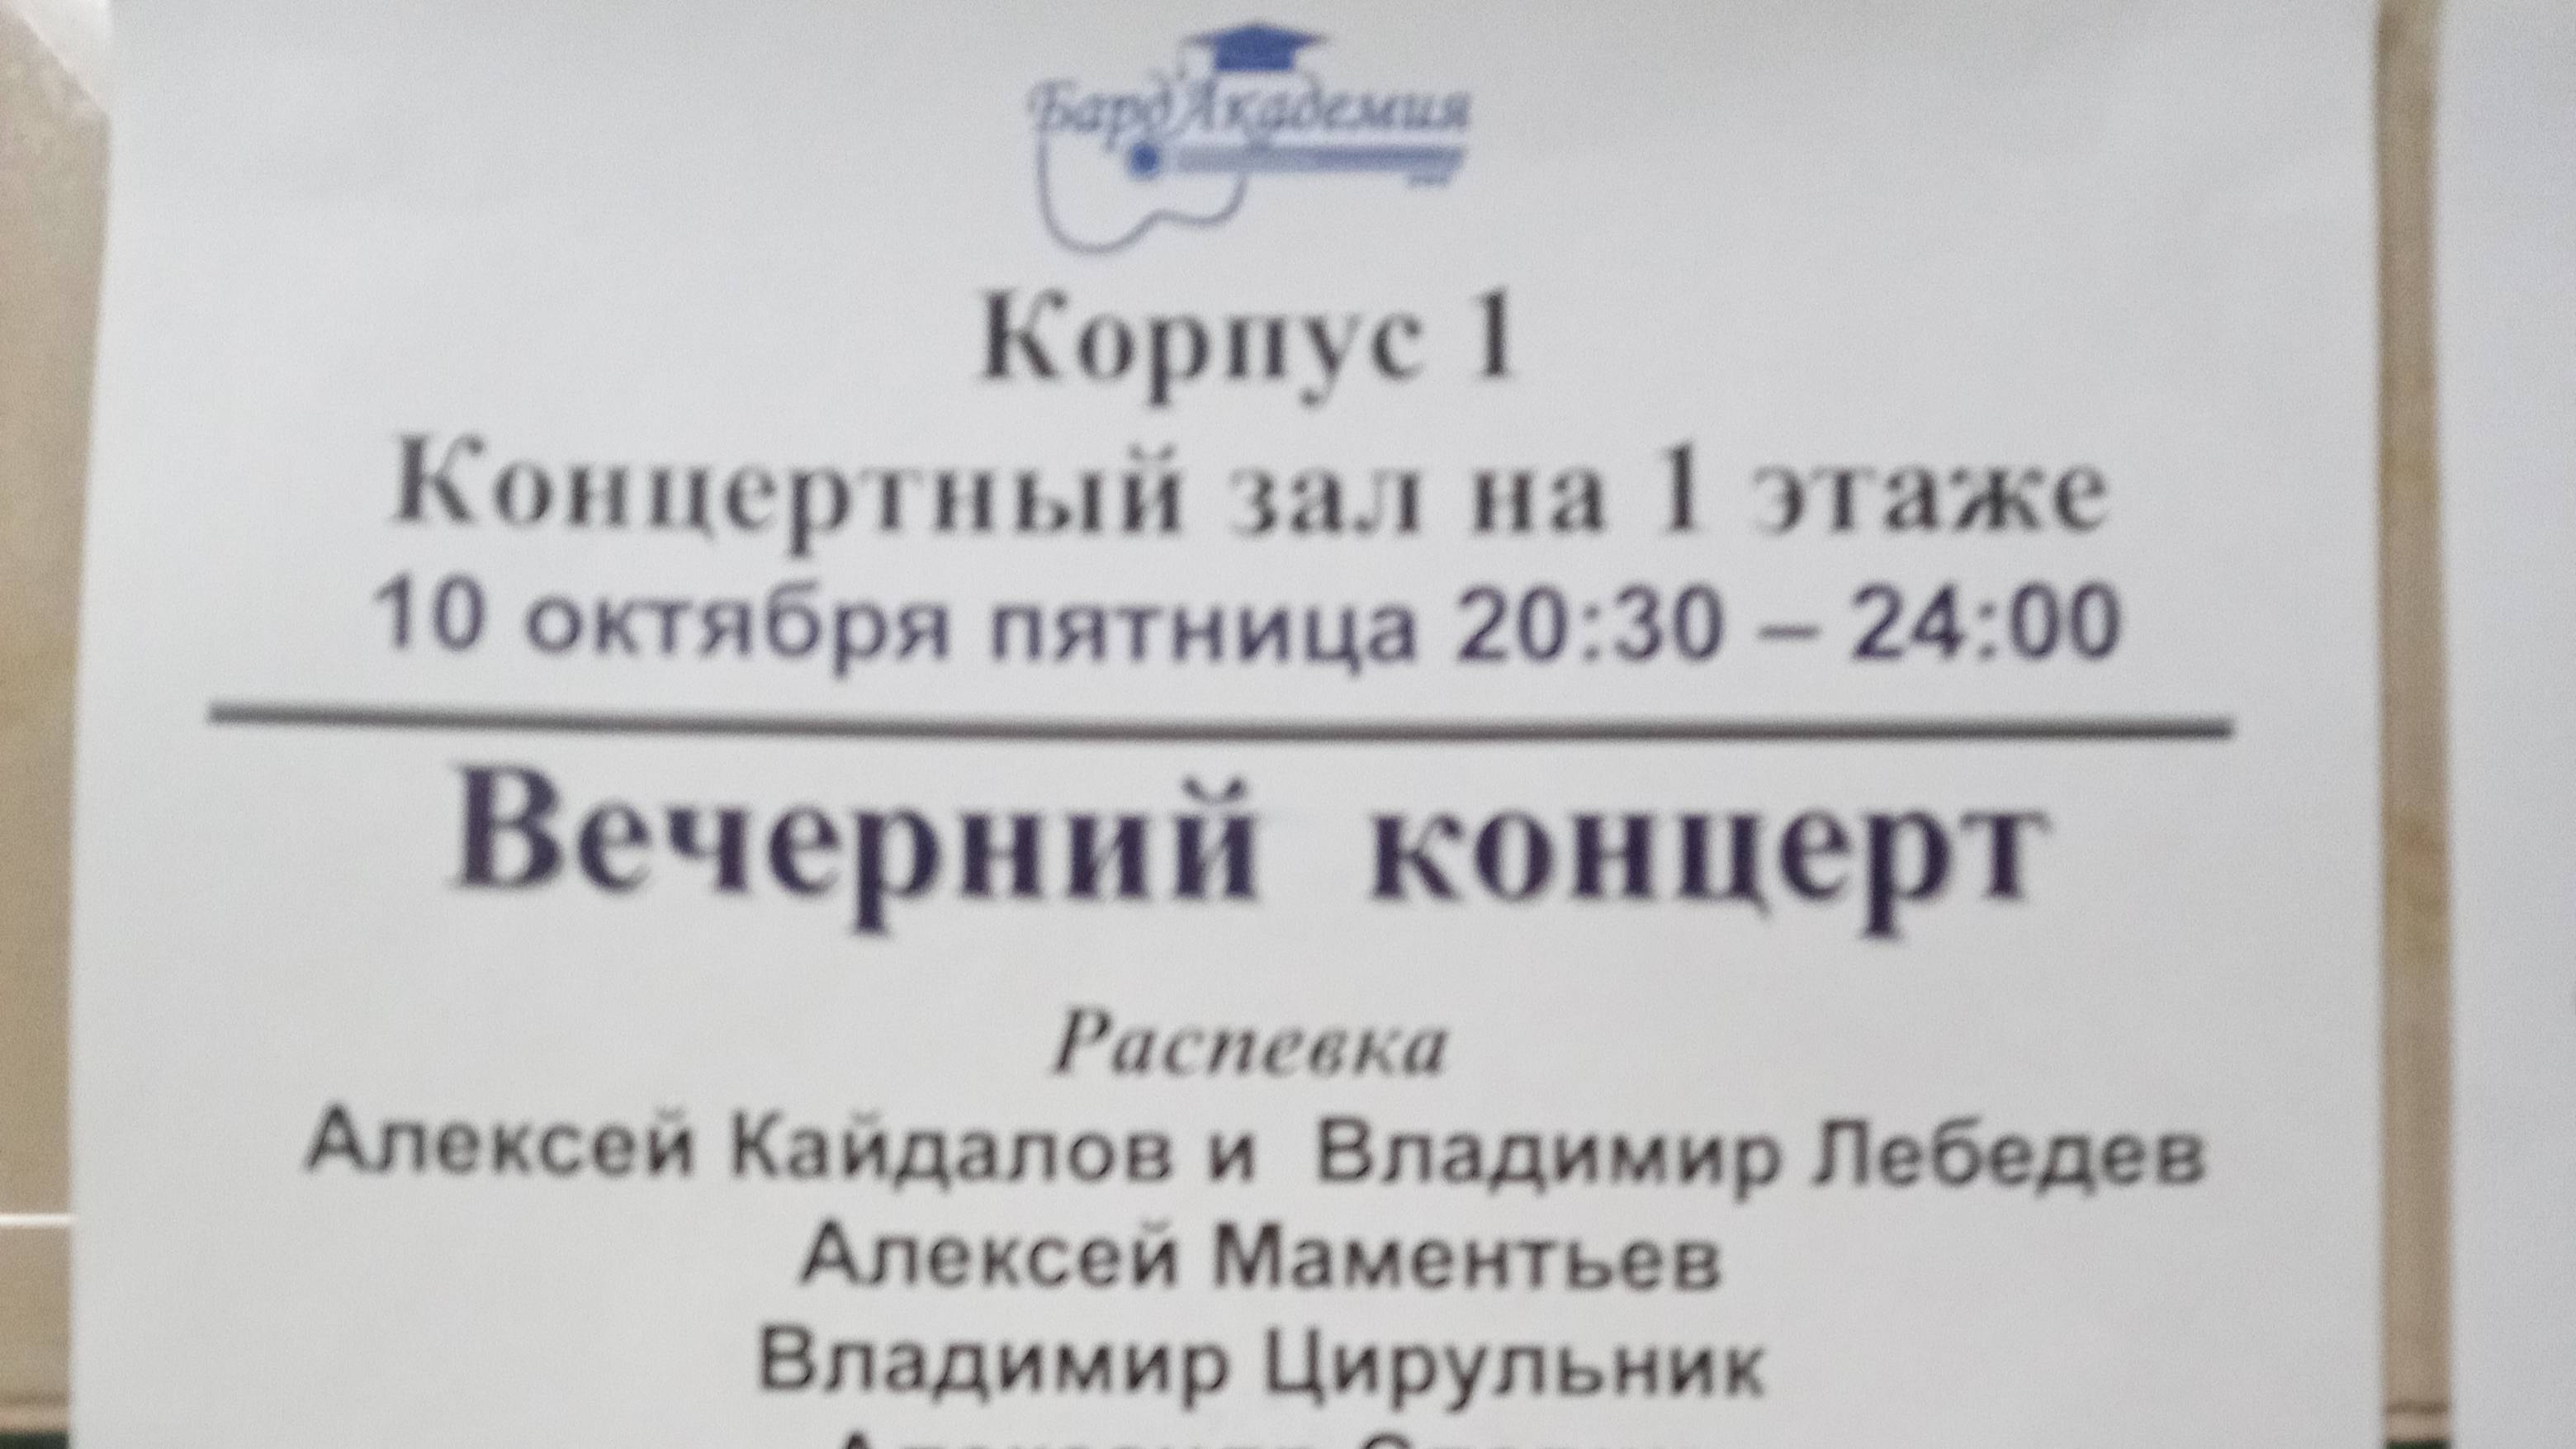 БардАкадемия
Корпус 1
Концертный зал на 1 этаже
10 октября пятница 20:30 – 24:00
Вечерний концерт
Распевка
Алексей Кайдалов и Владимир Лебедев
Алексей Маментьев
Владимир Цирульник